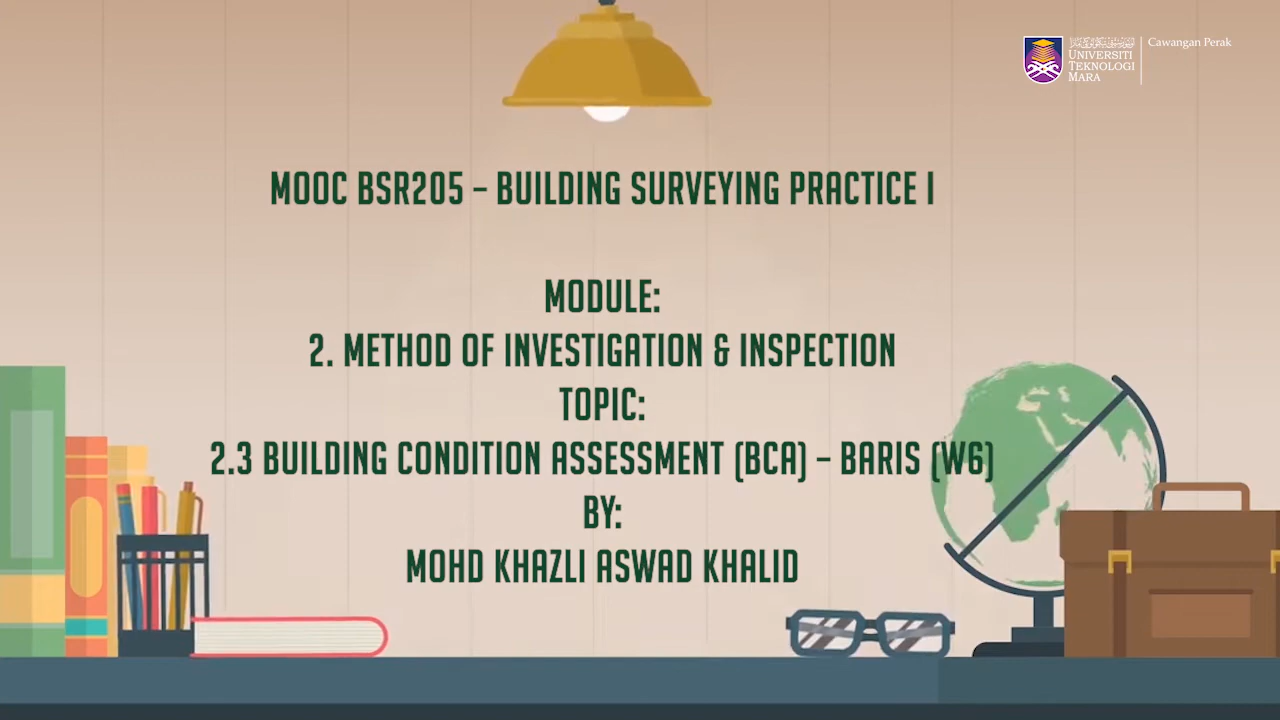 UNIVERSITI
TEKNOLOGI
MARA
Cawangan Perak
MOOC BSR205 – BUILDING SURVEYING PRACTICE I
MODULE:
2. METHOD OF INVESTIGATION & INSPECTION
TOPIC:
2.3 BUILDING CONDITION ASSESSMENT (BCA) – BARIS (W6)
BY:
MOHD KHAZLI ASWAD KHALID